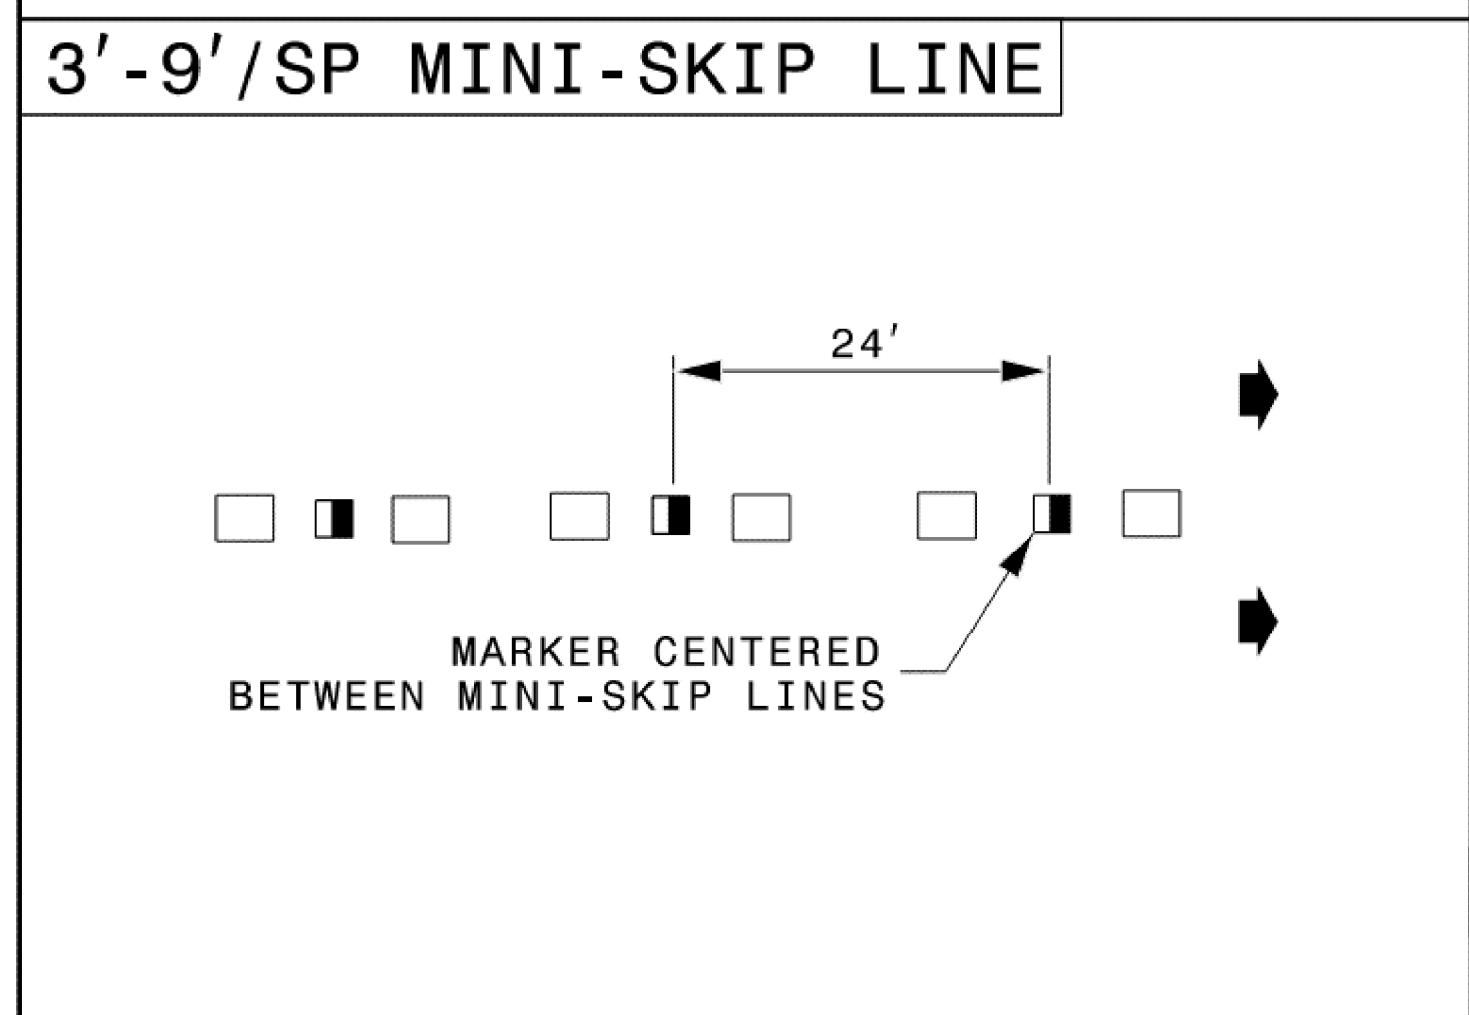 3'-9'/SP MINI-SKIP LINE
24'
MARKER CENTERED
BETWEEN MINI-SKIP LINES